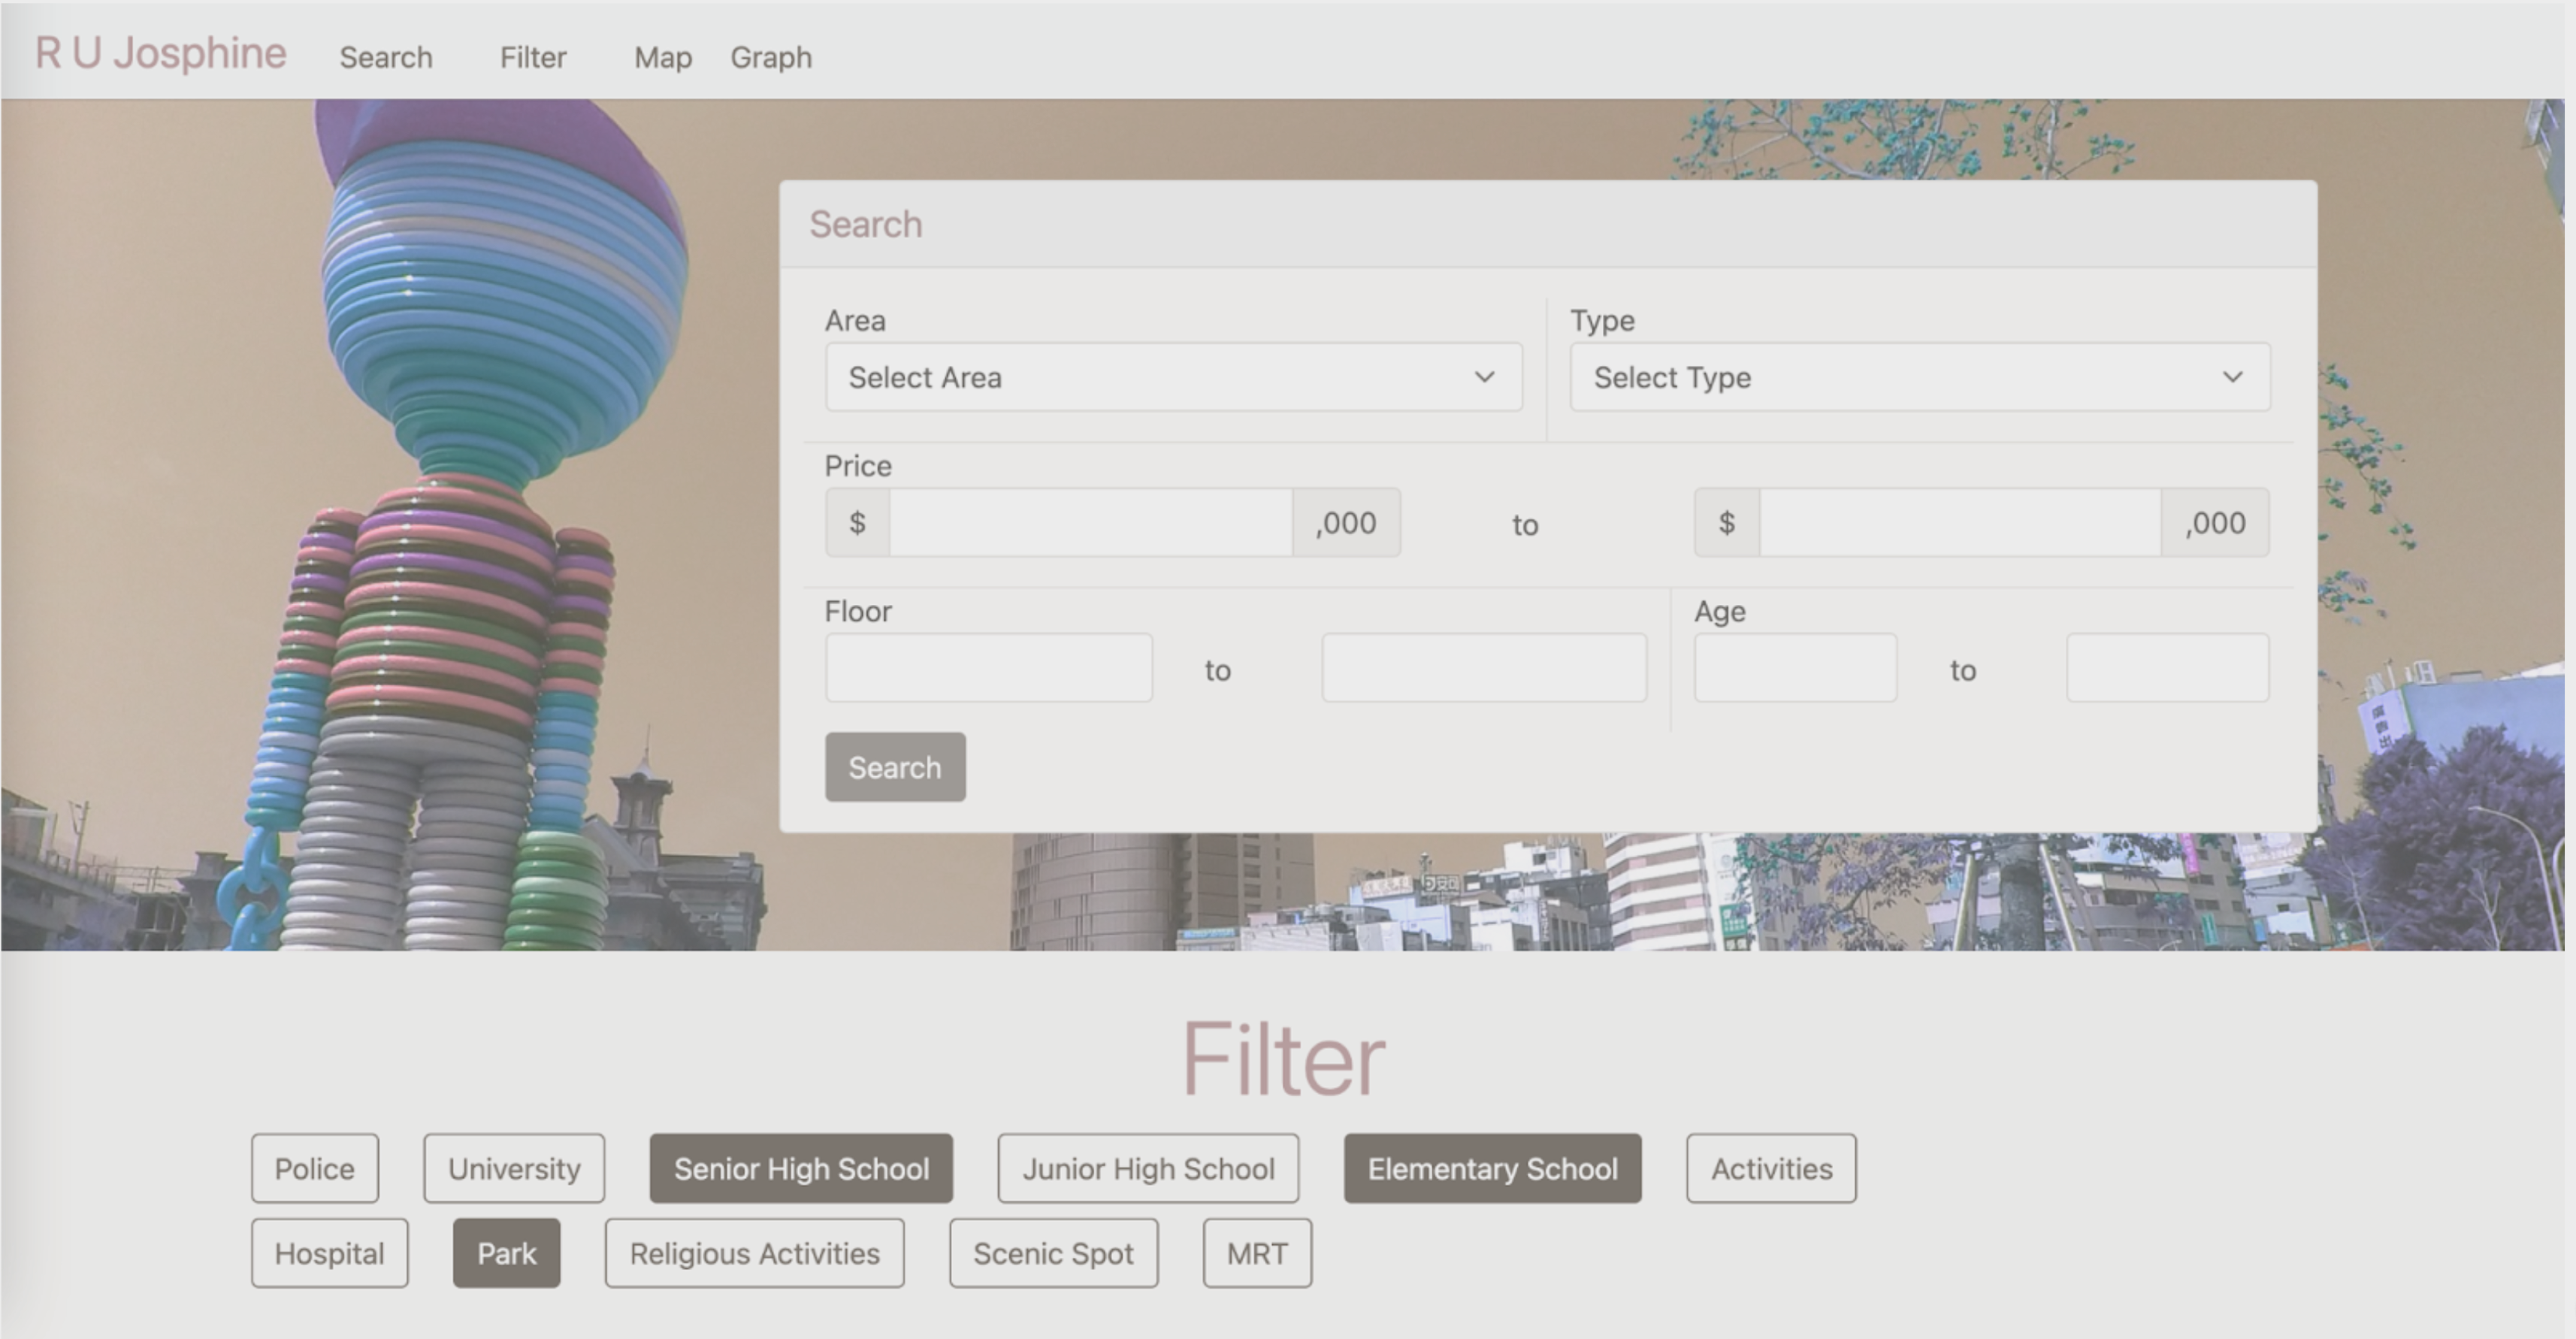 R U Josphine Search Filter Map Graph
Search
Area Type
Select Area Select Type
Price
$ ,000 to $ ,000
Floor Age
to to
Search
Filter
Police University Senior High School Junior High School Elementary School Activities
Hospital Park Religious Activities Scenic Spot MRT